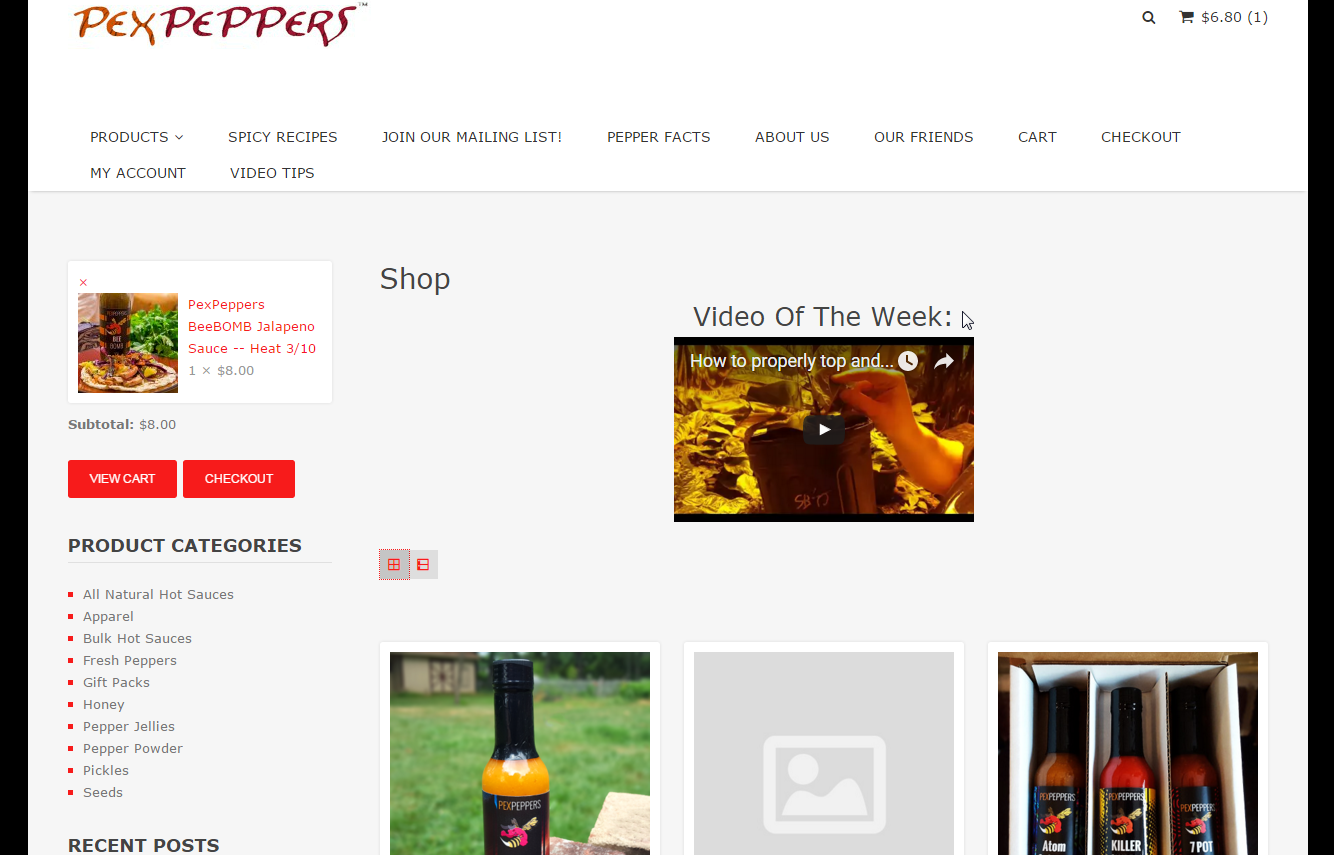 PEXPEPPERS™
$6.80 (1)
PRODUCTS
SPICY RECIPES
JOIN OUR MAILING LIST!
PEPPER FACTS
ABOUT US
OUR FRIENDS
CART
CHECKOUT
MY ACCOUNT
VIDEO TIPS
×
PexPeppers
BeeBOMB Jalapeno
Sauce -- Heat 3/10
1 × $8.00
BEE
BOMB
Subtotal: $8.00
VIEW CART
CHECKOUT
PRODUCT CATEGORIES
All Natural Hot Sauces
Apparel
Bulk Hot Sauces
Fresh Peppers
Gift Packs
Honey
Pepper Jellies
Pepper Powder
Pickles
Seeds
RECENT POSTS
Shop
Video Of The Week:
How to properly top and...
PEXPEPPERS
PEXPEPPERS
Atom
PEXPEPPERS
KILLER
PEXPEPPERS
7 POT